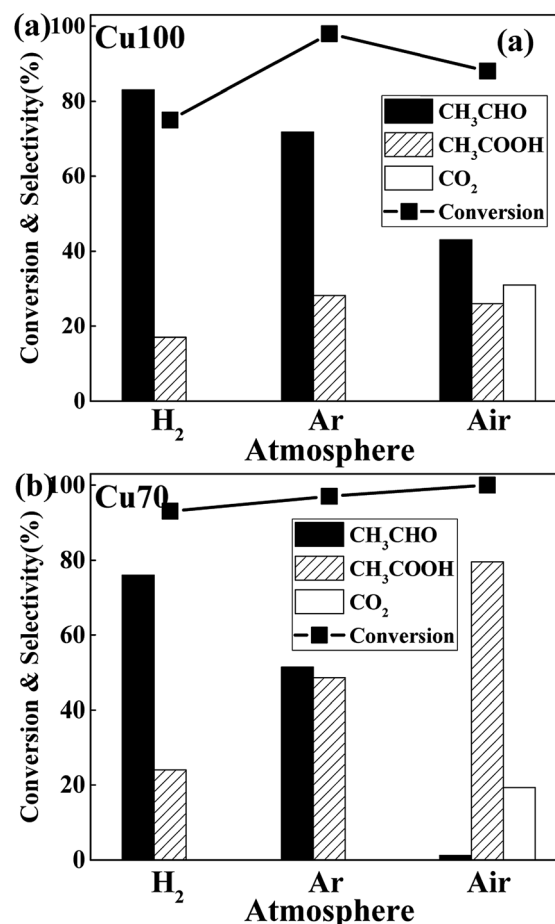 (a) Cu100 (a)
100
80
60
40
20
0
Conversion & Selectivity(%)
CH₃CHO
CH₃COOH
CO₂
Conversion
H₂ Ar Air
Atmosphere
(b) Cu70
100
80
60
40
20
0
Conversion & Selectivity(%)
CH₃CHO
CH₃COOH
CO₂
Conversion
H₂ Ar Air
Atmosphere